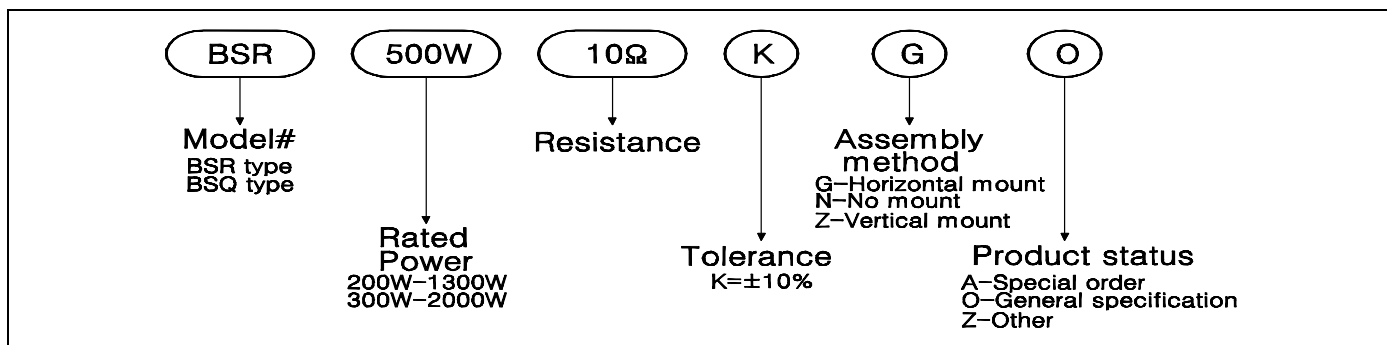 BSR 500W 10Ω K G O
Model#
BSR type
BSQ type
Rated
Power
200W-1300W
300W-2000W
Resistance
Tolerance
K=±10%
Assembly
method
G-Horizontal mount
N-No mount
Z-Vertical mount
Product status
A-Special order
O-General specification
Z-Other